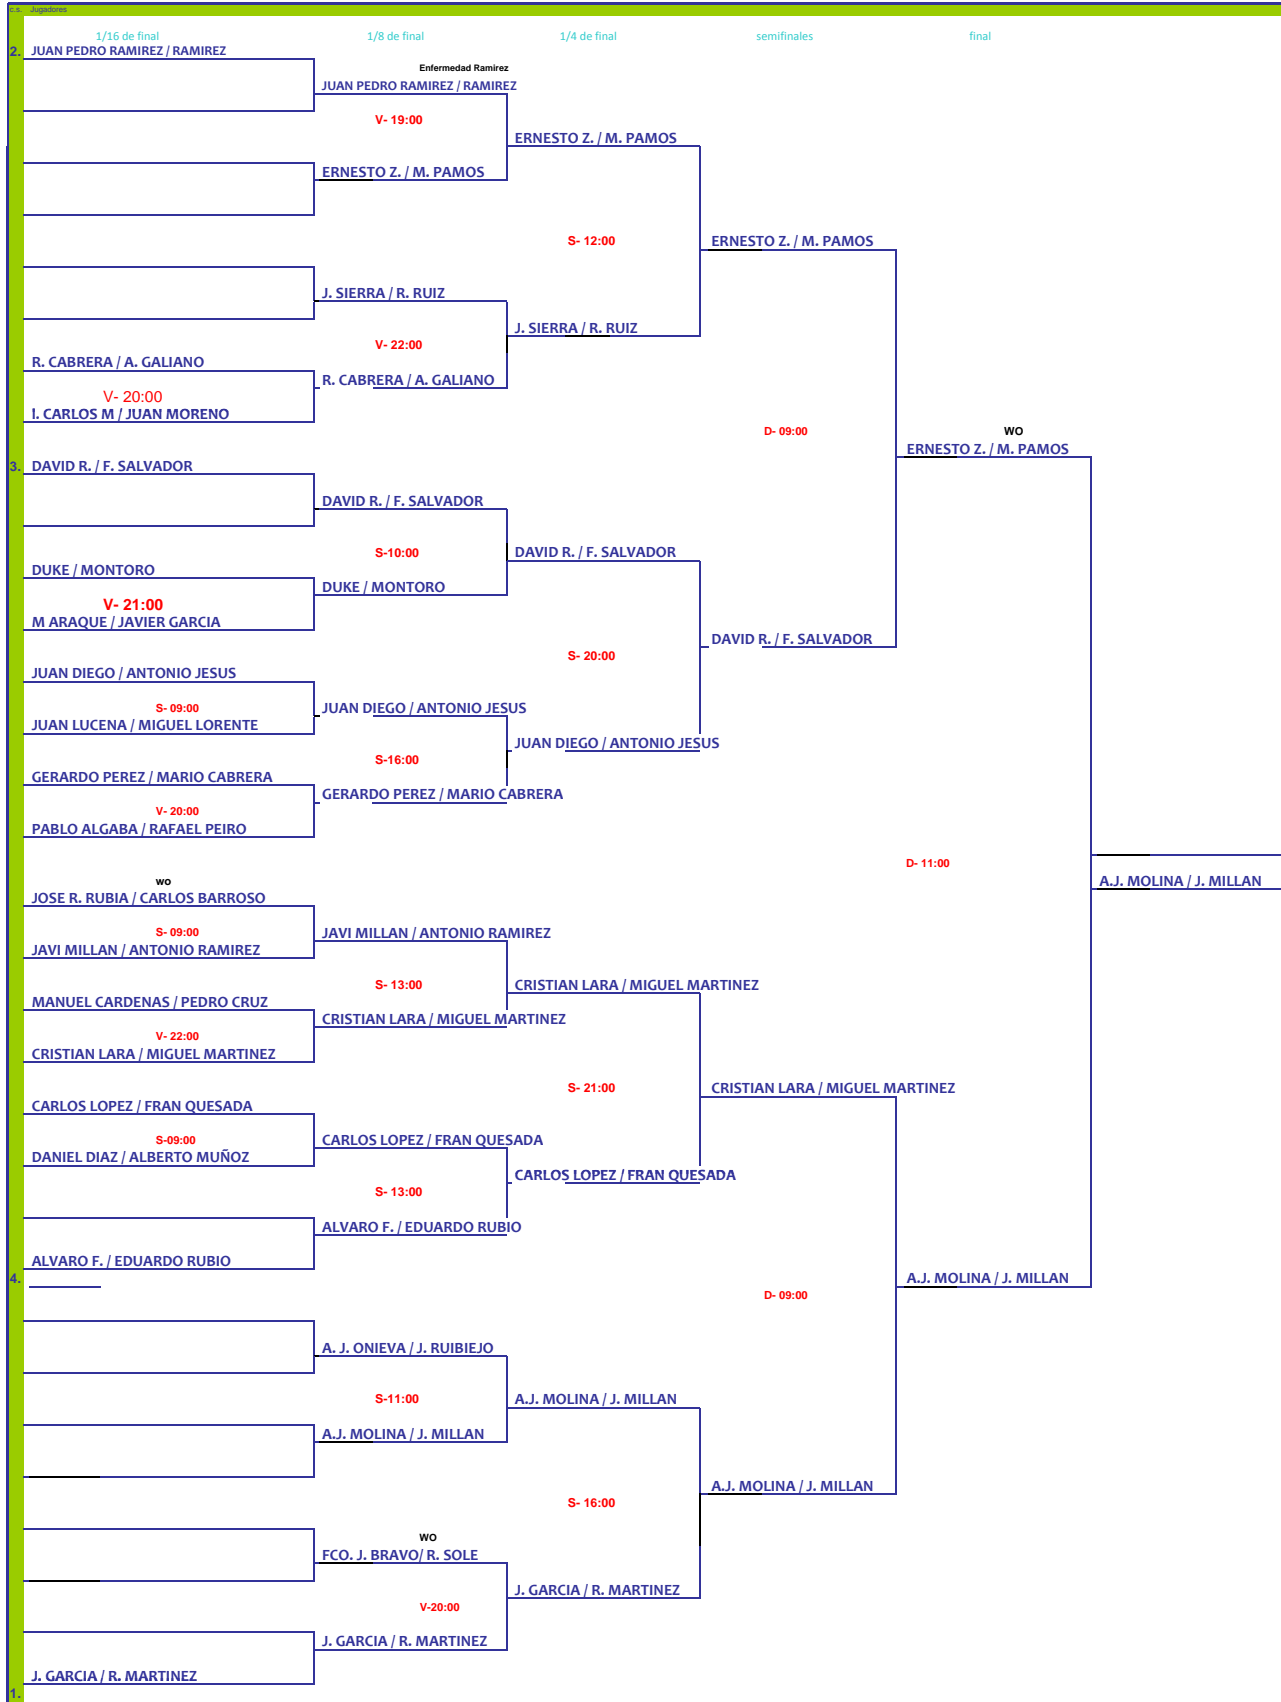 c.s. Jugadores
1/16 de final 1/8 de final 1/4 de final semifinales final
2. JUAN PEDRO RAMIREZ / RAMIREZ
Enfermedad Ramirez
JUAN PEDRO RAMIREZ / RAMIREZ
V- 19:00
ERNESTO Z. / M. PAMOS
ERNESTO Z. / M. PAMOS
S- 12:00 ERNESTO Z. / M. PAMOS
J. SIERRA / R. RUIZ
J. SIERRA / R. RUIZ
V- 22:00
R. CABRERA / A. GALIANO
R. CABRERA / A. GALIANO
V- 20:00
I. CARLOS M / JUAN MORENO
D- 09:00 WO
ERNESTO Z. / M. PAMOS
3. DAVID R. / F. SALVADOR
DAVID R. / F. SALVADOR
S-10:00 DAVID R. / F. SALVADOR
DUKE / MONTORO
DUKE / MONTORO
V- 21:00
M ARAQUE / JAVIER GARCIA
DAVID R. / F. SALVADOR
S- 20:00
JUAN DIEGO / ANTONIO JESUS
S- 09:00 JUAN DIEGO / ANTONIO JESUS
JUAN LUCENA / MIGUEL LORENTE
JUAN DIEGO / ANTONIO JESUS
S-16:00
GERARDO PEREZ / MARIO CABRERA
GERARDO PEREZ / MARIO CABRERA
V- 20:00
PABLO ALGABA / RAFAEL PEIRO
D- 11:00
WO
A.J. MOLINA / J. MILLAN
JOSE R. RUBIA / CARLOS BARROSO
S- 09:00 JAVI MILLAN / ANTONIO RAMIREZ
JAVI MILLAN / ANTONIO RAMIREZ
S- 13:00 CRISTIAN LARA / MIGUEL MARTINEZ
MANUEL CARDENAS / PEDRO CRUZ
CRISTIAN LARA / MIGUEL MARTINEZ
V- 22:00
CRISTIAN LARA / MIGUEL MARTINEZ
S- 21:00 CRISTIAN LARA / MIGUEL MARTINEZ
CARLOS LOPEZ / FRAN QUESADA
S-09:00 CARLOS LOPEZ / FRAN QUESADA
DANIEL DIAZ / ALBERTO MUÑOZ
CARLOS LOPEZ / FRAN QUESADA
S- 13:00
ALVARO F. / EDUARDO RUBIO
ALVARO F. / EDUARDO RUBIO
4.
A.J. MOLINA / J. MILLAN
D- 09:00
A. J. ONIEVA / J. RUIBIEJO
S-11:00 A.J. MOLINA / J. MILLAN
A.J. MOLINA / J. MILLAN
A.J. MOLINA / J. MILLAN
S- 16:00
WO
FCO. J. BRAVO/ R. SOLE
J. GARCIA / R. MARTINEZ
V-20:00
J. GARCIA / R. MARTINEZ
J. GARCIA / R. MARTINEZ
1.